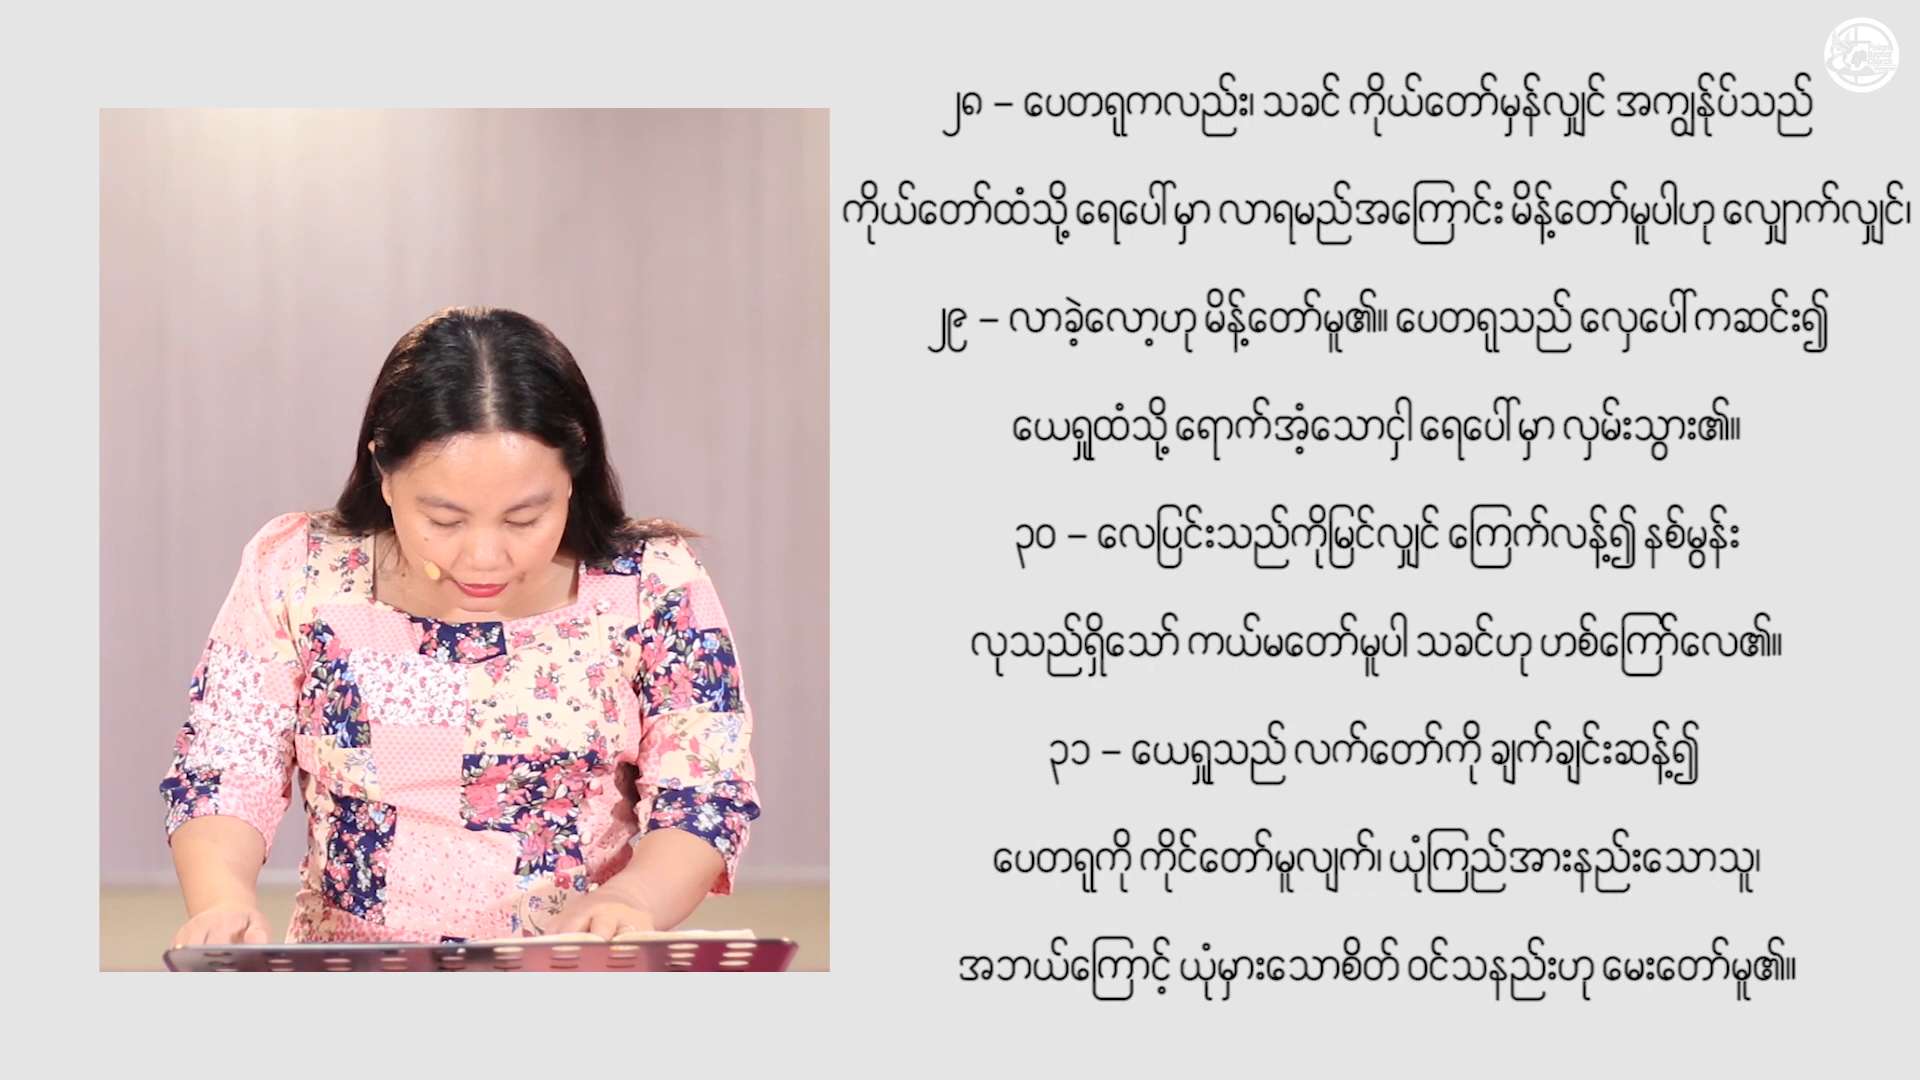 ၂၈ – ပေတရုကလည်း၊ သခင် ကိုယ်တော်မှန်လျှင် အကျွန်ုပ်သည်
ကိုယ်တော်ထံသို့ ရေပေါ်မှာ လာရမည်အကြောင်း မိန့်တော်မူပါဟု လျှောက်လျှင်၊
၂၉ – လာခဲ့လော့ဟု မိန့်တော်မူ၏။ ပေတရုသည် လှေပေါ်ကဆင်း၍
ယေရှုထံသို့ ရောက်အံ့သောငှါ ရေပေါ်မှာ လှမ်းသွား၏။
၃၀ – လေပြင်းသည်ကိုမြင်လျှင် ကြောက်လန့်၍ နစ်မွန်း
လုသည်ရှိသော် ကယ်မတော်မူပါ သခင်ဟု ဟစ်ကြော်လေ၏။
၃၁ – ယေရှုသည် လက်တော်ကို ချက်ချင်းဆန့်၍
ပေတရုကို ကိုင်တော်မူလျက်၊ ယုံကြည်အားနည်းသောသူ၊
အဘယ်ကြောင့် ယုံမှားသောစိတ် ဝင်သနည်းဟု မေးတော်မူ၏။